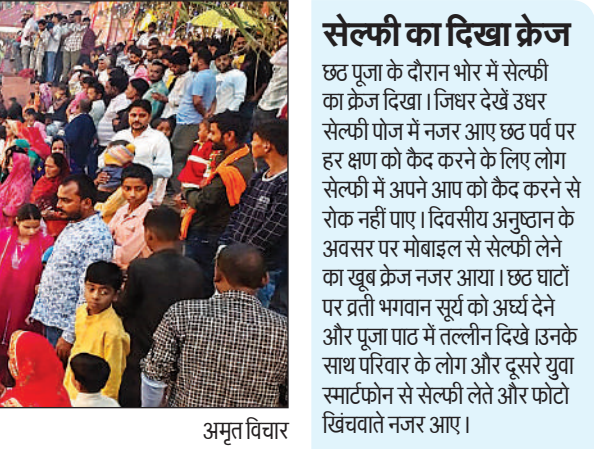 सेल्फी का दिखा क्रेज
छठ पूजा के दौरान भोर में सेल्फी
का क्रेज दिखा । जिधर देखें उधर
सेल्फी पोज में नजर आए छठ पर्व पर
हर क्षण को कैद करने के लिए लोग
सेल्फी में अपने आप को कैद करने से
रोक नहीं पाए । दिवसीय अनुष्ठान के
अवसर पर मोबाइल से सेल्फी लेने
का खूब क्रेज नजर आया । छठ घाटों
पर व्रती भगवान सूर्य को अर्घ्य देने
और पूजा पाठ में तल्लीन दिखे ।उनके
साथ परिवार के लोग और दूसरे युवा
स्मार्टफोन से सेल्फी लेते और फोटो
खिंचवाते नजर आए ।
अमृत विचार